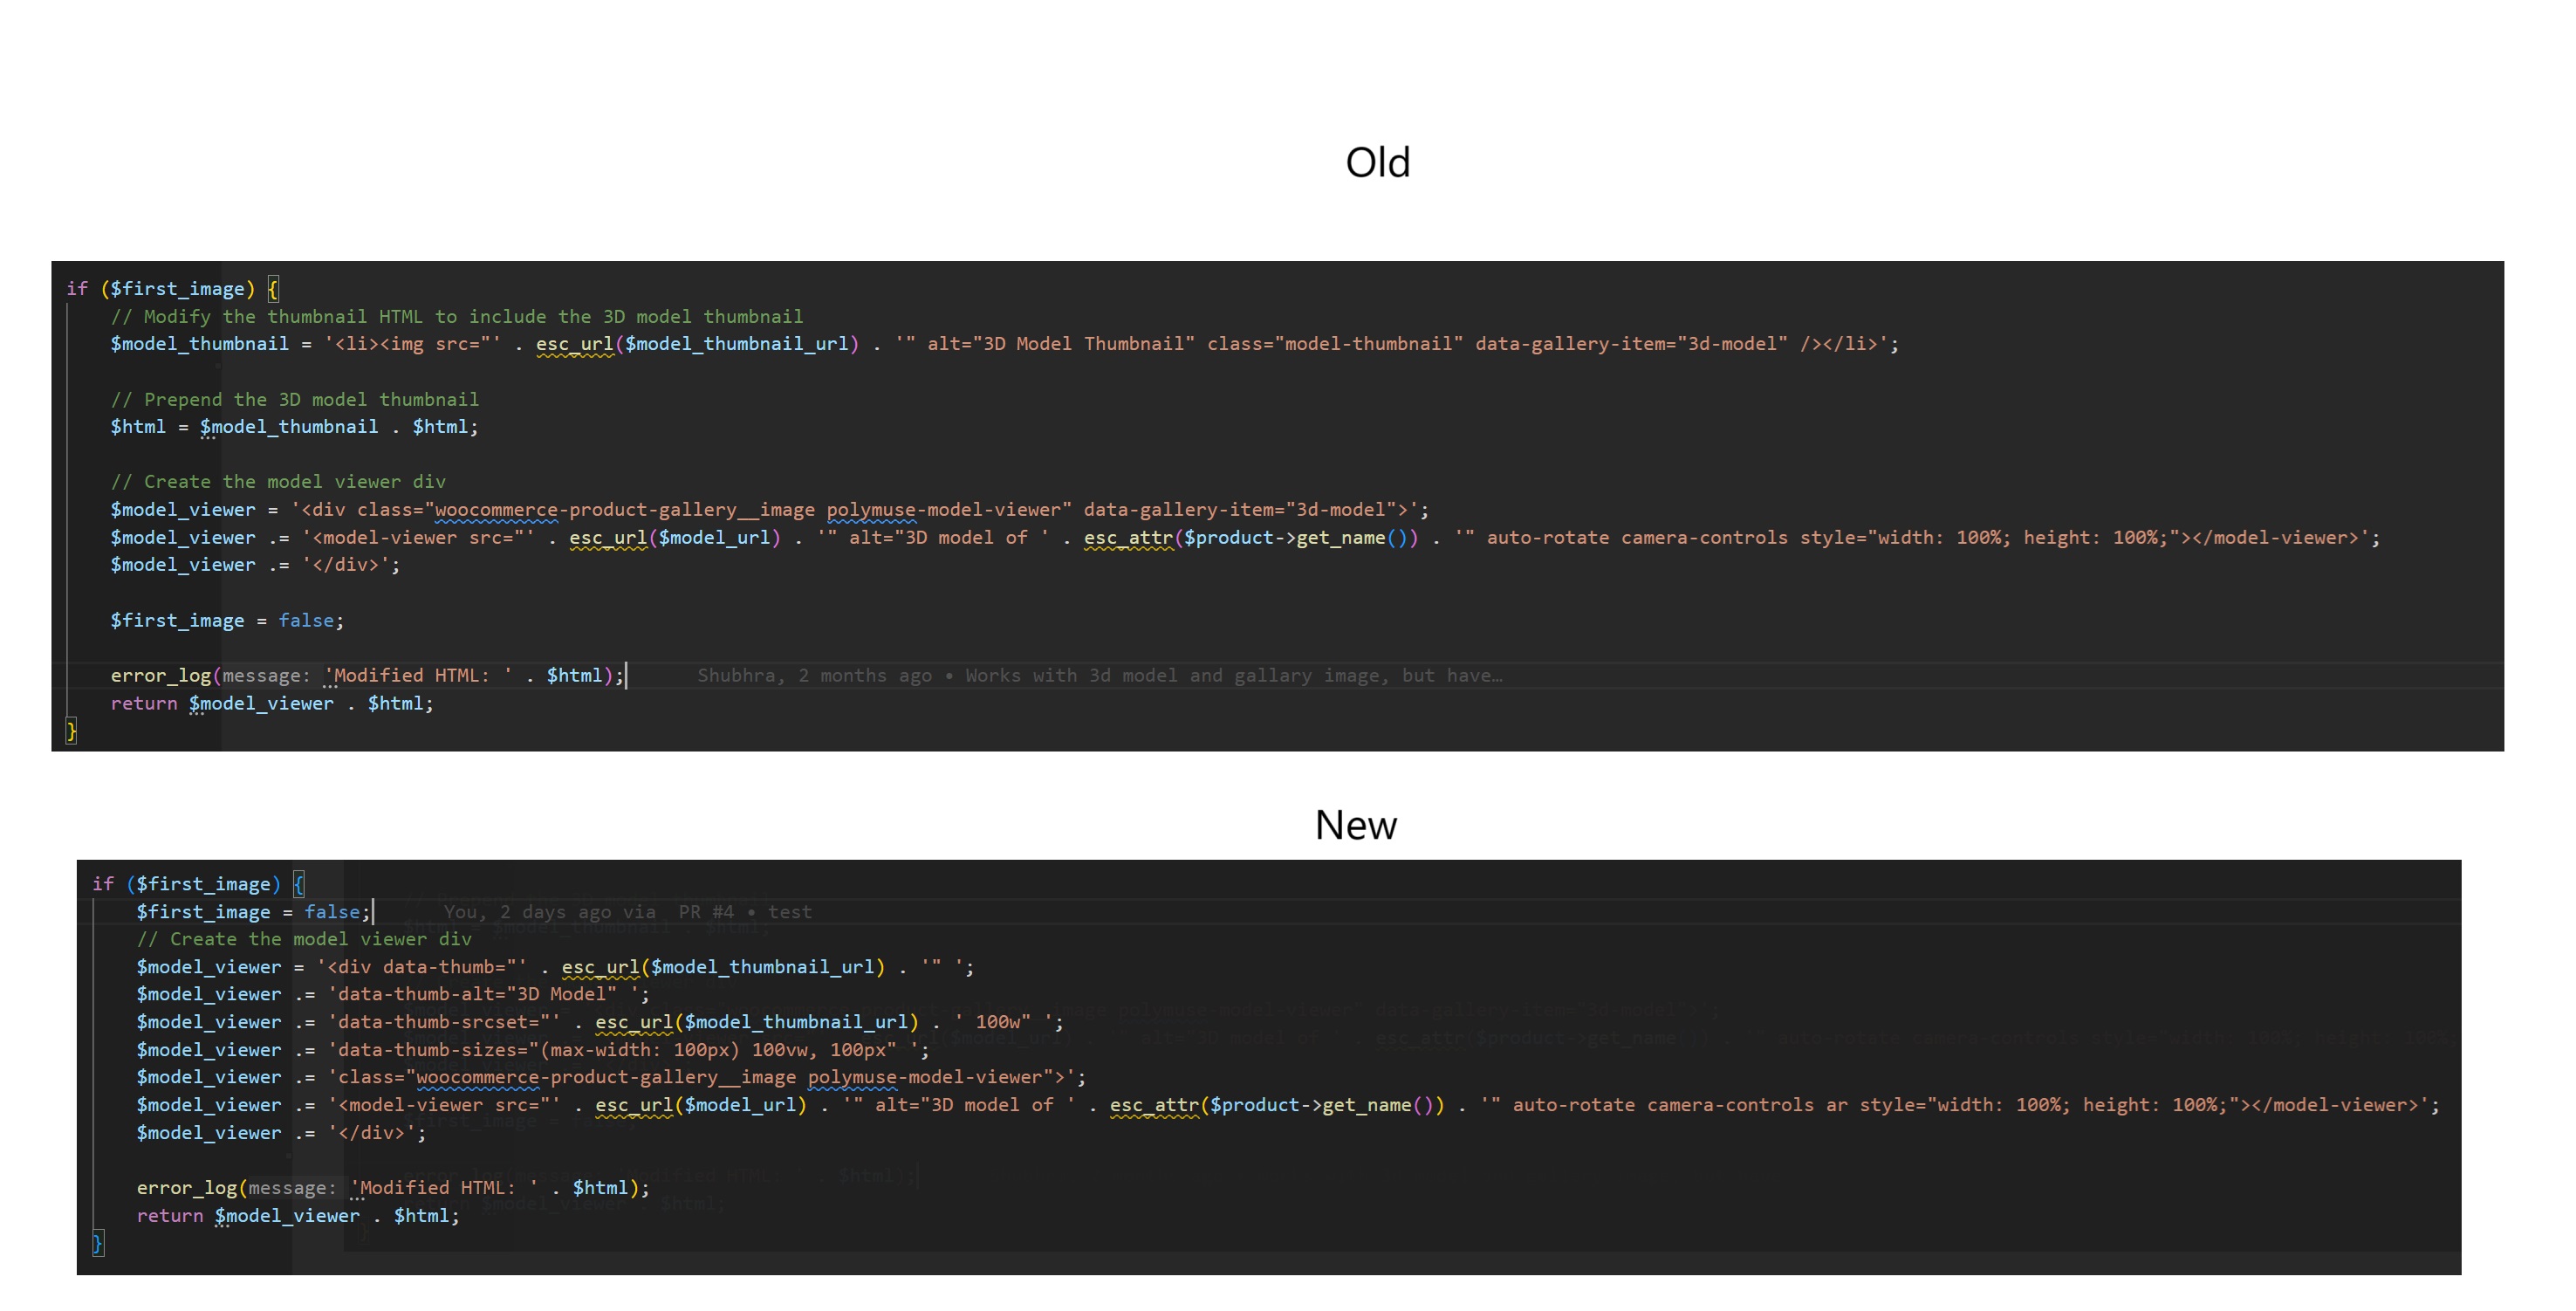 Old
if ($first_image) {
// Modify the thumbnail HTML to include the 3D model thumbnail
$model_thumbnail = '<li><img src="' . esc_url($model_thumbnail_url) . '" alt="3D Model Thumbnail" class="model-thumbnail" data-gallery-item="3d-model" /></li>';
// Prepend the 3D model thumbnail
$html = $model_thumbnail . $html;
// Create the model viewer div
$model_viewer = '<div class="woocommerce-product-gallery__image polymuse-model-viewer" data-gallery-item="3d-model">';
$model_viewer .= '<model-viewer src="' . esc_url($model_url) . '" alt="3D model of ' . esc_attr($product->get_name()) . '" auto-rotate camera-controls style="width: 100%; height: 100%;"></model-viewer>';
$model_viewer .= '</div>';
$first_image = false;
error_log(message: 'Modified HTML: ' . $html); Shubhra, 2 months ago • Works with 3d model and gallary image, but have…
return $model_viewer . $html;
}
New
if ($first_image) {
$first_image = false; You, 2 days ago via PR #4 • test
// Create the model viewer div
$model_viewer = '<div data-thumb="' . esc_url($model_thumbnail_url) . '" ';
$model_viewer .= 'data-thumb-alt="3D Model" ';
$model_viewer .= 'data-thumb-srcset="' . esc_url($model_thumbnail_url) . ' 100w" ';
$model_viewer .= 'data-thumb-sizes="(max-width: 100px) 100vw, 100px" ';
$model_viewer .= 'class="woocommerce-product-gallery__image polymuse-model-viewer">';
$model_viewer .= '<model-viewer src="' . esc_url($model_url) . '" alt="3D model of ' . esc_attr($product->get_name()) . '" auto-rotate camera-controls ar style="width: 100%; height: 100%;"></model-viewer>';
$model_viewer .= '</div>';
error_log(message: 'Modified HTML: ' . $html);
return $model_viewer . $html;
}